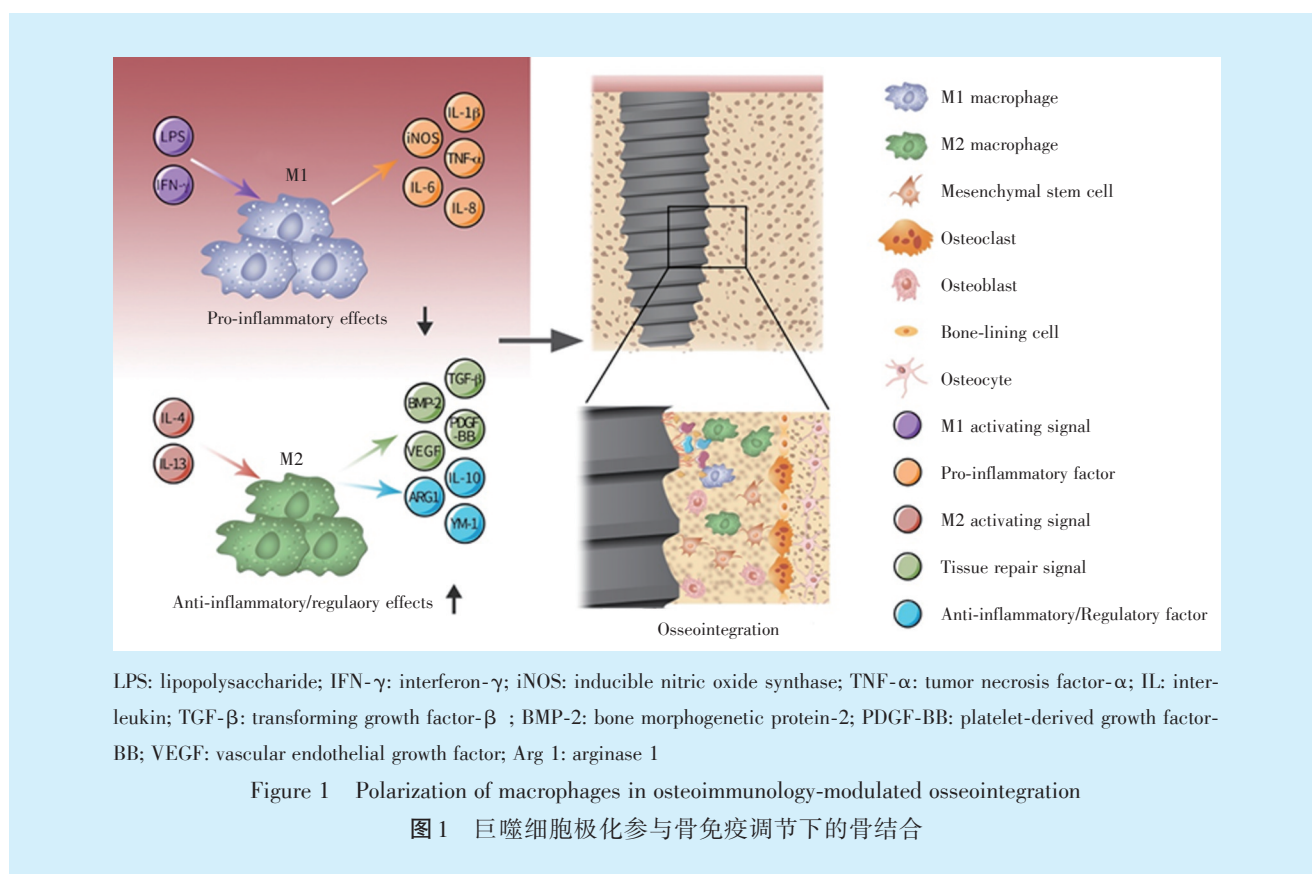 LPS
IFN-γ
M1
IL-1β
iNOS
TNF-α
IL-6
IL-8
Pro-inflammatory effects
IL-4
IL-13
M2
TGF-β
BMP-2
PDGF
-BB
VEGF
IL-10
ARG1
YM-1
Anti-inflammatory/regulaory effects
Osseointegration
M1 macrophage
M2 macrophage
Mesenchymal stem cell
Osteoclast
Osteoblast
Bone-lining cell
Osteocyte
M1 activating signal
Pro-inflammatory factor
M2 activating signal
Tissue repair signal
Anti-inflammatory/Regulatory factor
LPS: lipopolysaccharide; IFN-γ: interferon-γ; iNOS: inducible nitric oxide synthase; TNF-α: tumor necrosis factor-α; IL: inter-
leukin; TGF-β: transforming growth factor-β ; BMP-2: bone morphogenetic protein-2; PDGF-BB: platelet-derived growth factor-
BB; VEGF: vascular endothelial growth factor; Arg 1: arginase 1
Figure 1 Polarization of macrophages in osteoimmunology-modulated osseointegration
图1 巨噬细胞极化参与骨免疫调节下的骨结合